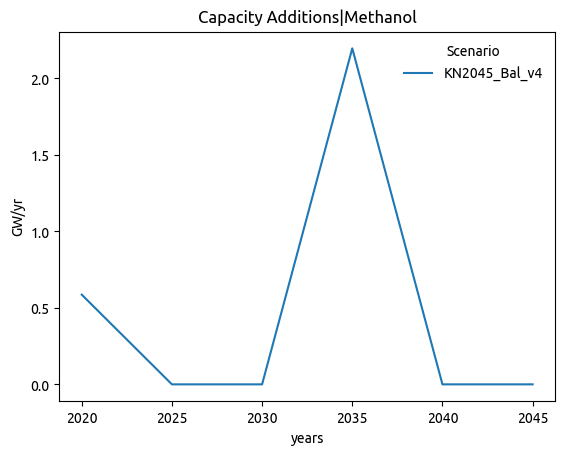 Capacity Additions|Methanol
Scenario
KN2045_Bal_v4
GW/yr
2.0
1.5
1.0
0.5
0.0
2020 2025 2030 2035 2040 2045
years